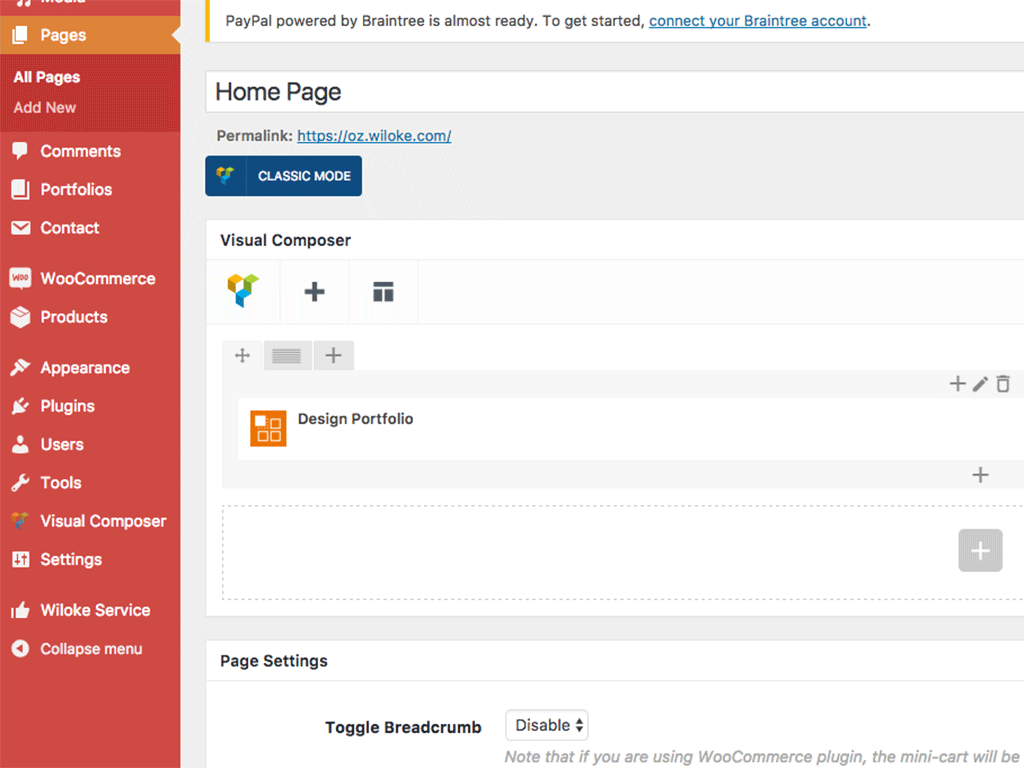 Media
PayPal powered by Braintree is almost ready. To get started, connect your Braintree account.
Pages
All Pages
Add New
Comments
Portfolios
Contact
woo WooCommerce
Products
Appearance
Plugins
Users
Tools
Visual Composer
Settings
Wiloke Service
Collapse menu
Home Page
Permalink: https://oz.wiloke.com/
CLASSIC MODE
Visual Composer
Design Portfolio
Page Settings
Toggle Breadcrumb Disable
Note that if you are using WooCommerce plugin, the mini-cart will be